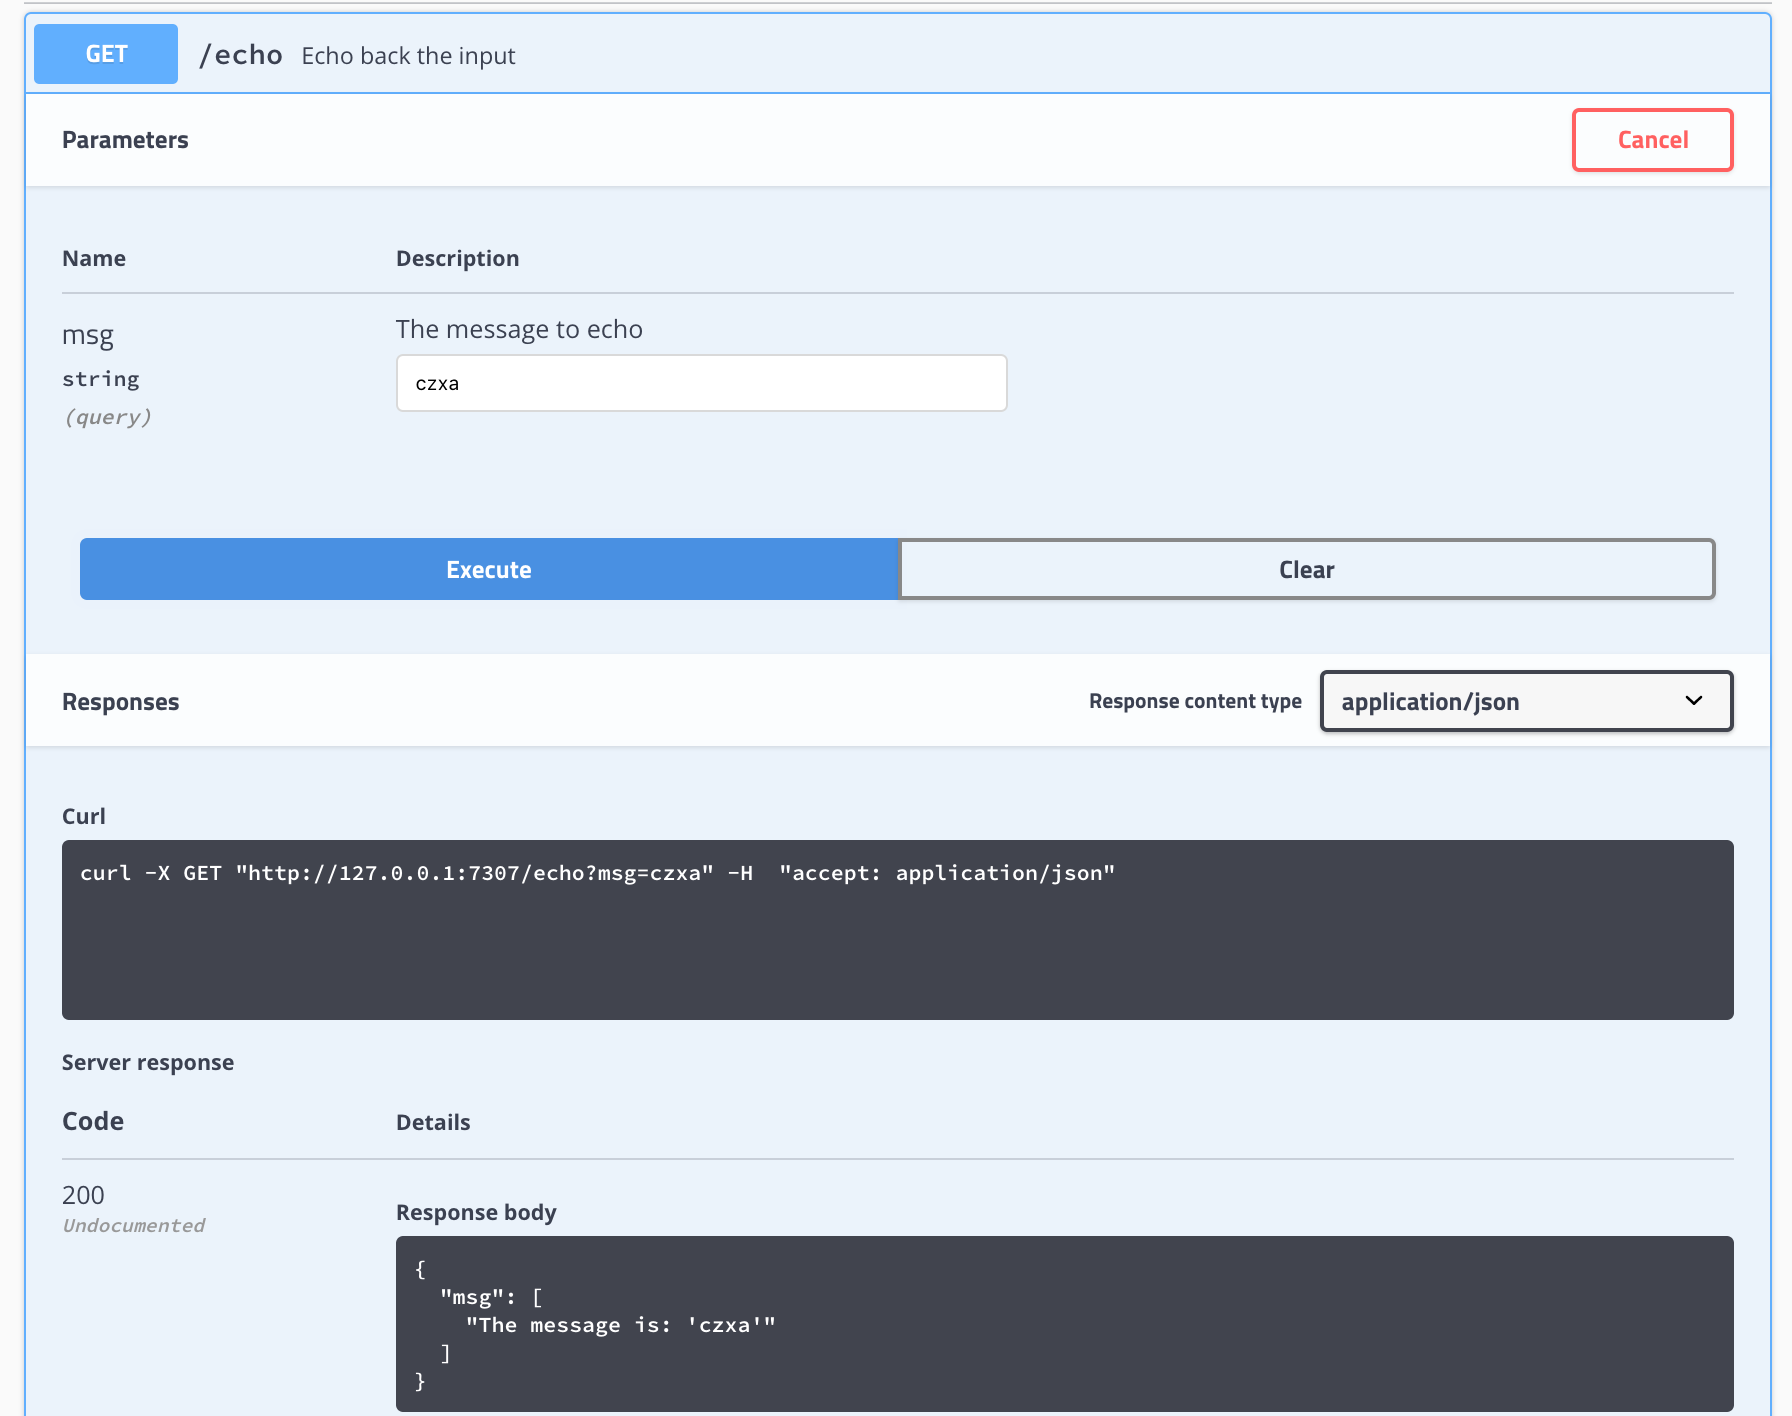 GET /echo Echo back the input
Parameters Cancel
Name Description
msg The message to echo
string czxa
(query)
Execute Clear
Responses Response content type application/json
Curl
curl -X GET "http://127.0.0.1:7307/echo?msg=czxa" -H  "accept: application/json"
Server response
Code Details
200
Undocumented
Response body
{
  "msg": [
    "The message is: 'czxa'"
  ]
}